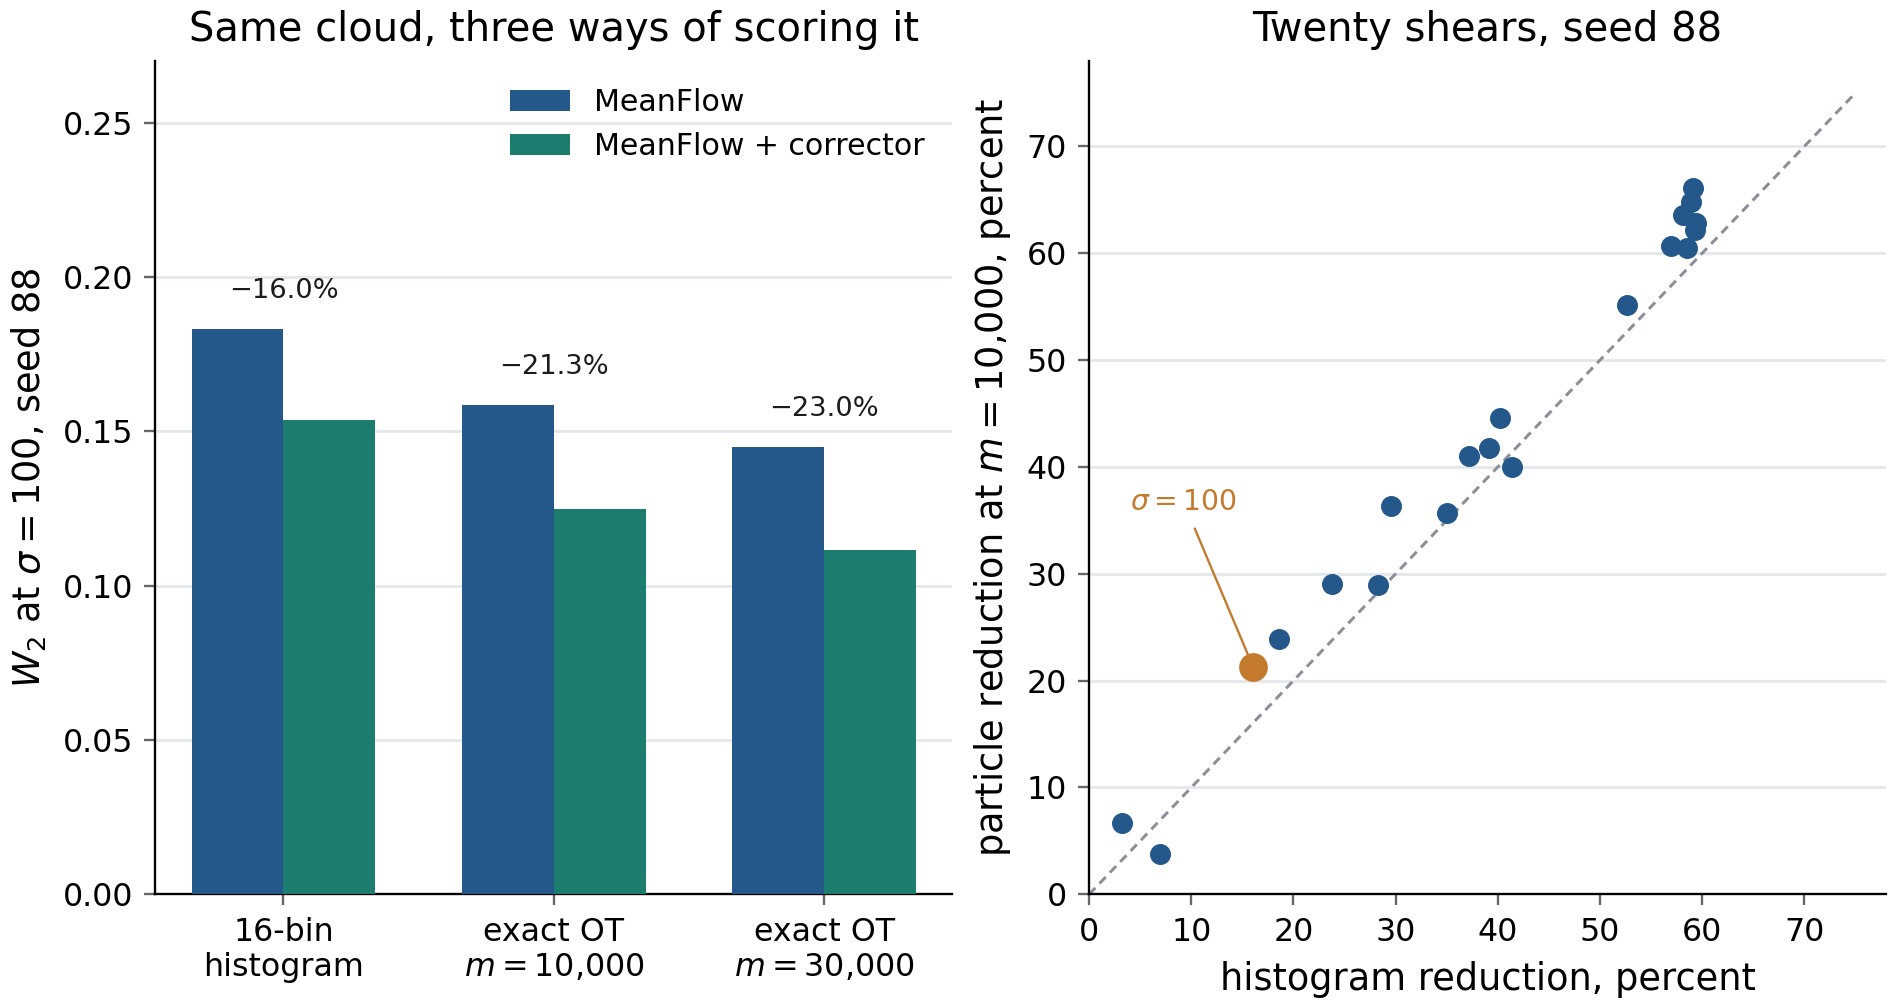 Same cloud, three ways of scoring it
W₂ at σ = 100, seed 88
0.25
0.20
0.15
0.10
0.05
0.00
MeanFlow
MeanFlow + corrector
−16.0%
−21.3%
−23.0%
16-bin
histogram
exact OT
m = 10,000
exact OT
m = 30,000
Twenty shears, seed 88
particle reduction at m = 10,000, percent
70
60
50
40
30
20
10
0
σ = 100
0 10 20 30 40 50 60 70
histogram reduction, percent